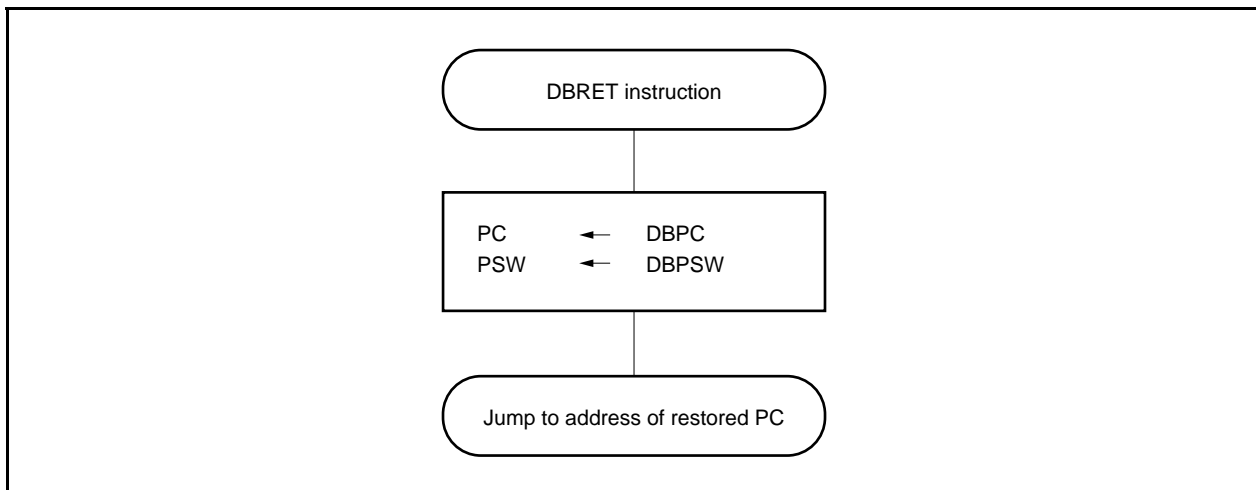 DBRET instruction
PC ← DBPC
PSW ← DBPSW
Jump to address of restored PC